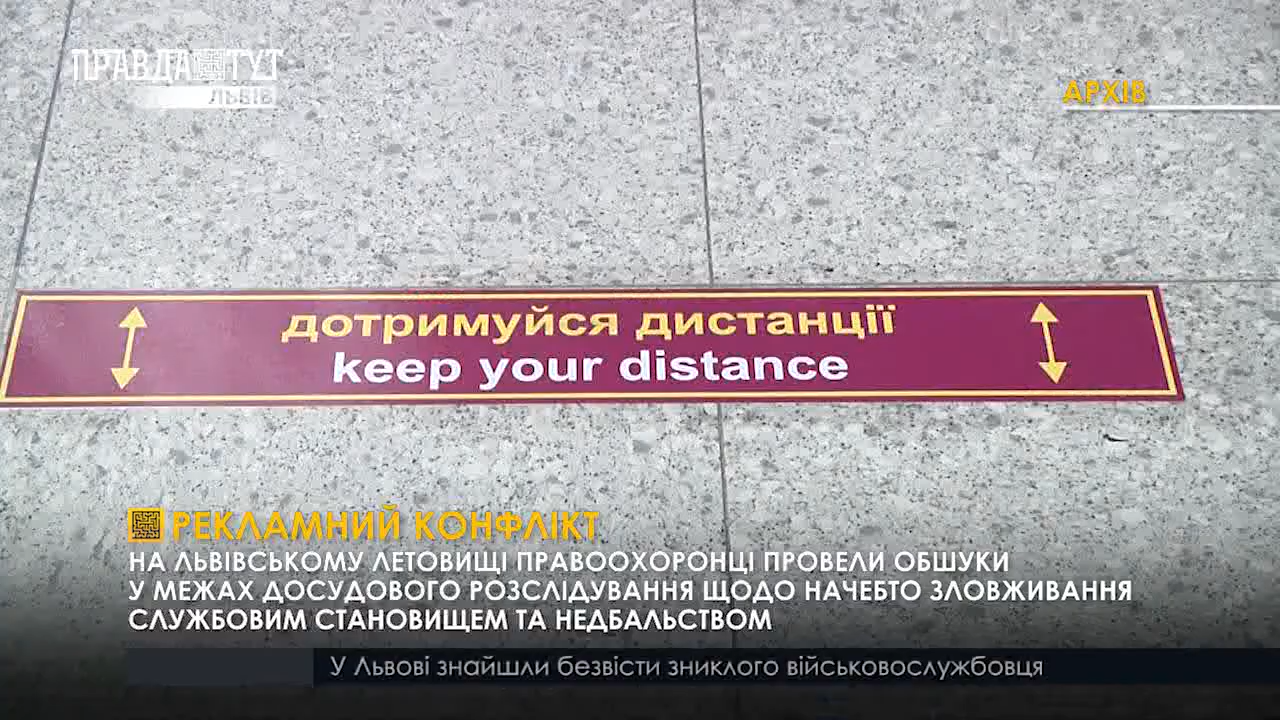 ПРАВДА ТУТ
ЛЬВІВ
АРХІВ
дотримуйся дистанції
keep your distance
РЕКЛАМНИЙ КОНФЛІКТ
НА ЛЬВІВСЬКОМУ ЛЕТОВИЩІ ПРАВООХОРОНЦІ ПРОВЕЛИ ОБШУКИ
У МЕЖАХ ДОСУДОВОГО РОЗСЛІДУВАННЯ ЩОДО НАЧЕБТО ЗЛОВЖИВАННЯ
СЛУЖБОВИМ СТАНОВИЩЕМ ТА НЕДБАЛЬСТВОМ
У Львові знайшли безвісти зниклого військовослужбовця